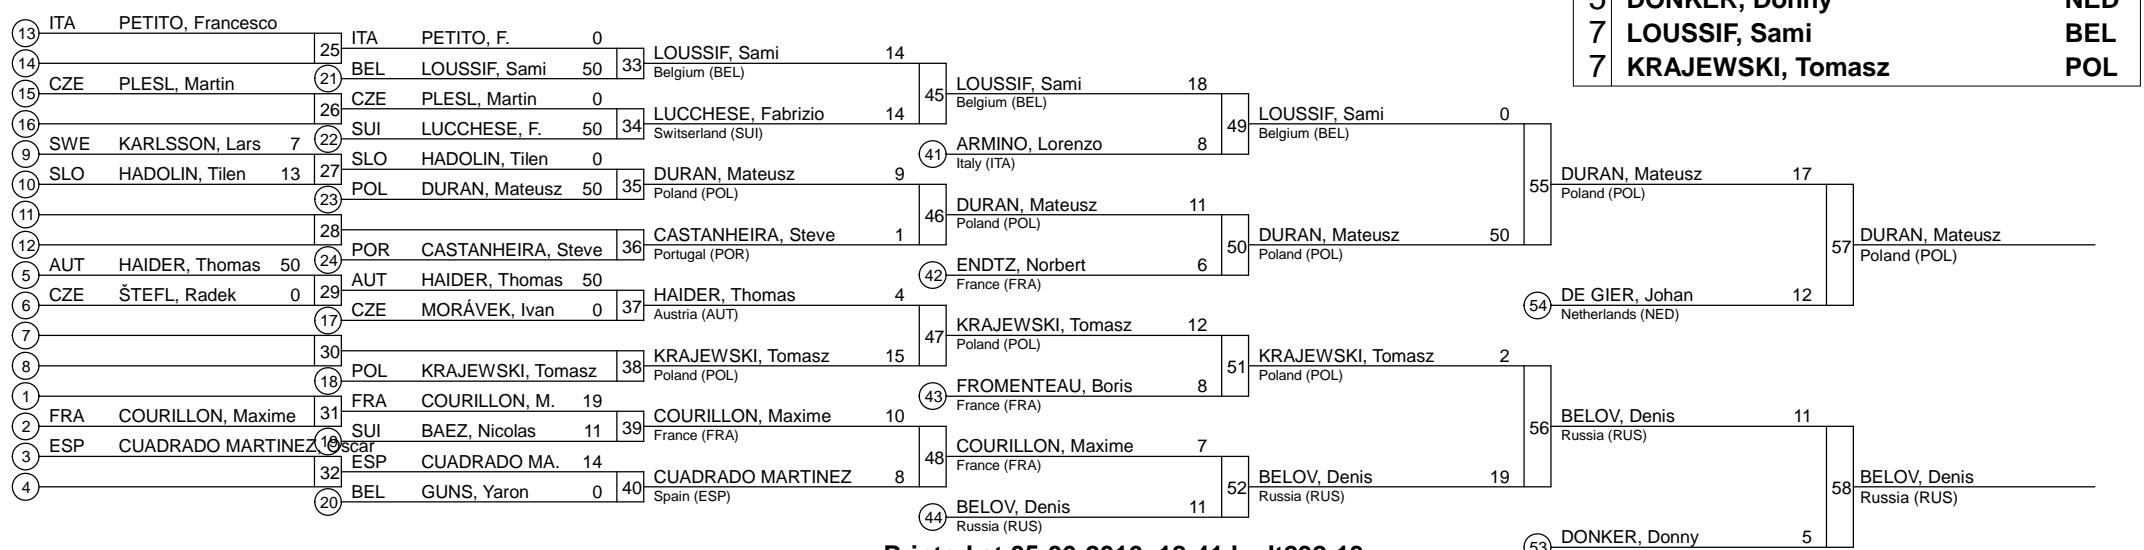 5 DONKER, Donny NED
7 LOUSSIF, Sami BEL
7 KRAJEWSKI, Tomasz POL
13 ITA PETITO, Francesco
14
15 CZE PLESL, Martin
16
9 SWE KARLSSON, Lars 7
10 SLO HADOLIN, Tilen 13
11
12
5 AUT HAIDER, Thomas 50
6 CZE ŠTEFL, Radek 0
7
8
1
2 FRA COURILLON, Maxime
3 ESP CUADRADO MARTINEZ, Oscar
4
25 ITA PETITO, F. 0
21 BEL LOUSSIF, Sami 50
26 CZE PLESL, Martin 0
22 SUI LUCCHESE, F. 50
27 SLO HADOLIN, Tilen 0
23 POL DURAN, Mateusz 50
28
24 POR CASTANHEIRA, Steve
29 AUT HAIDER, Thomas 50
17 CZE MORÁVEK, Ivan 0
30
18 POL KRAJEWSKI, Tomasz
31 FRA COURILLON, M. 19
19 SUI BAEZ, Nicolas 11
32 ESP CUADRADO MA. 14
20 BEL GUNS, Yaron 0
33 LOUSSIF, Sami 14
Belgium (BEL)
34 LUCCHESE, Fabrizio 14
Switserland (SUI)
35 DURAN, Mateusz 9
Poland (POL)
36 CASTANHEIRA, Steve 1
Portugal (POR)
37 HAIDER, Thomas 4
Austria (AUT)
38 KRAJEWSKI, Tomasz 15
Poland (POL)
39 COURILLON, Maxime 10
France (FRA)
40 CUADRADO MARTINEZ 8
Spain (ESP)
45 LOUSSIF, Sami 18
Belgium (BEL)
41 ARMINO, Lorenzo 8
Italy (ITA)
46 DURAN, Mateusz 11
Poland (POL)
42 ENDTZ, Norbert 6
France (FRA)
47 KRAJEWSKI, Tomasz 12
Poland (POL)
43 FROMENTEAU, Boris 8
France (FRA)
48 COURILLON, Maxime 7
France (FRA)
44 BELOV, Denis 11
Russia (RUS)
49 LOUSSIF, Sami 0
Belgium (BEL)
50 DURAN, Mateusz 50
Poland (POL)
51 KRAJEWSKI, Tomasz 2
Poland (POL)
52 BELOV, Denis 19
Russia (RUS)
55 DURAN, Mateusz 17
Poland (POL)
54 DE GIER, Johan 12
Netherlands (NED)
56 BELOV, Denis 11
Russia (RUS)
53 DONKER, Donny 5
57 DURAN, Mateusz
Poland (POL)
58 BELOV, Denis
Russia (RUS)